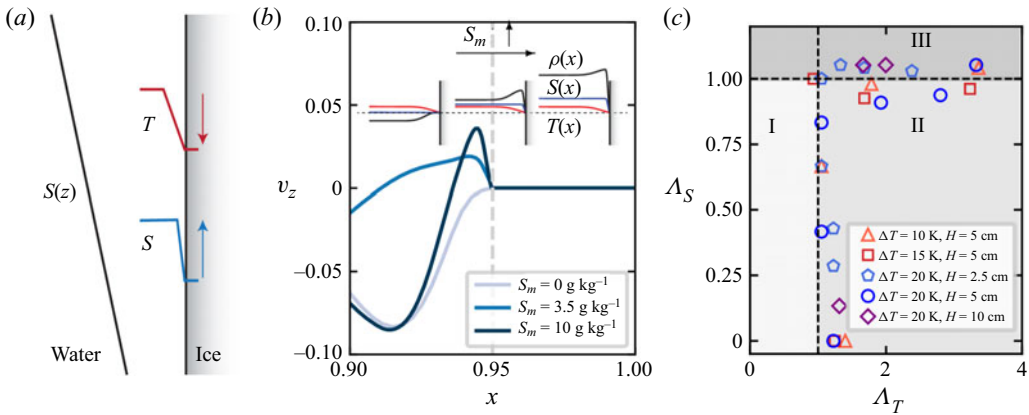 (a)
T
S(z)
S
Water
Ice
(b)
0.10
0.05
0
−0.05
−0.10
v_z
S_m
ρ(x)
S(x)
T(x)
S_m = 0 g kg⁻¹
S_m = 3.5 g kg⁻¹
S_m = 10 g kg⁻¹
0.90
0.95
1.00
x
(c)
III
1.00
I
II
0.75
Λ_S
0.50
0.25
0
ΔT = 10 K, H = 5 cm
ΔT = 15 K, H = 5 cm
ΔT = 20 K, H = 2.5 cm
ΔT = 20 K, H = 5 cm
ΔT = 20 K, H = 10 cm
0
2
4
Λ_T